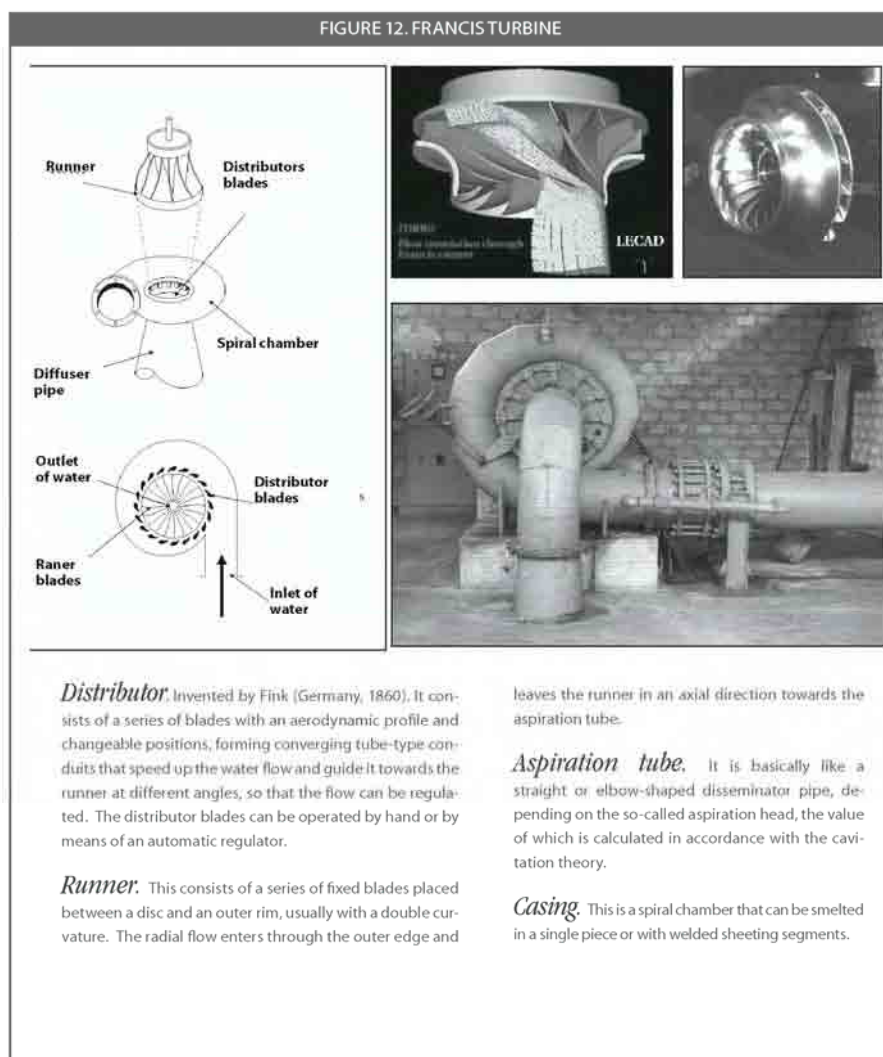 FIGURE 12. FRANCIS TURBINE
Runner
Distributors
blades
Spiral chamber
Diffuser
pipe
Outlet
of water
Distributor
blades
Raner
blades
Inlet of
water
s
LECAD
Distributor. Invented by Fink (Germany, 1860). It con-
sists of a series of blades with an aerodynamic profile and
changeable positions, forming converging tube-type con-
duits that speed up the water flow and guide it towards the
runner at different angles, so that the flow can be regula-
ted. The distributor blades can be operated by hand or by
means of an automatic regulator.
Runner. This consists of a series of fixed blades placed
between a disc and an outer rim, usually with a double cur-
vature. The radial flow enters through the outer edge and
leaves the runner in an axial direction towards the
aspiration tube.
Aspiration tube. It is basically like a
straight or elbow-shaped disseminator pipe, de-
pending on the so-called aspiration head, the value
of which is calculated in accordance with the cavi-
tation theory.
Casing. This is a spiral chamber that can be smelted
in a single piece or with welded sheeting segments.